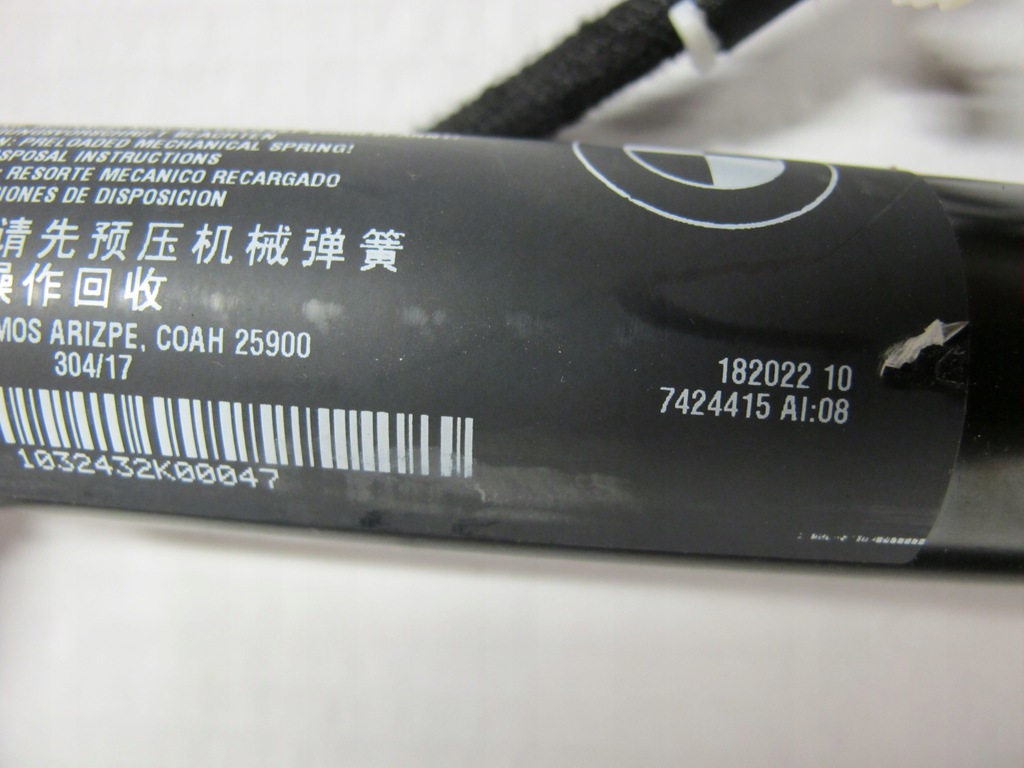 BEACHTEN
N: PRELOADED MECHANICAL SPRING!
SPOSAL INSTRUCTIONS
: RESORTE MECANICO RECARGADO
IONES DE DISPOSICION
请先预压机械弹簧
操作回收
MOS ARIZPE, COAH 25900
304/17
1032432K00047
182022 10
7424415 AI:08